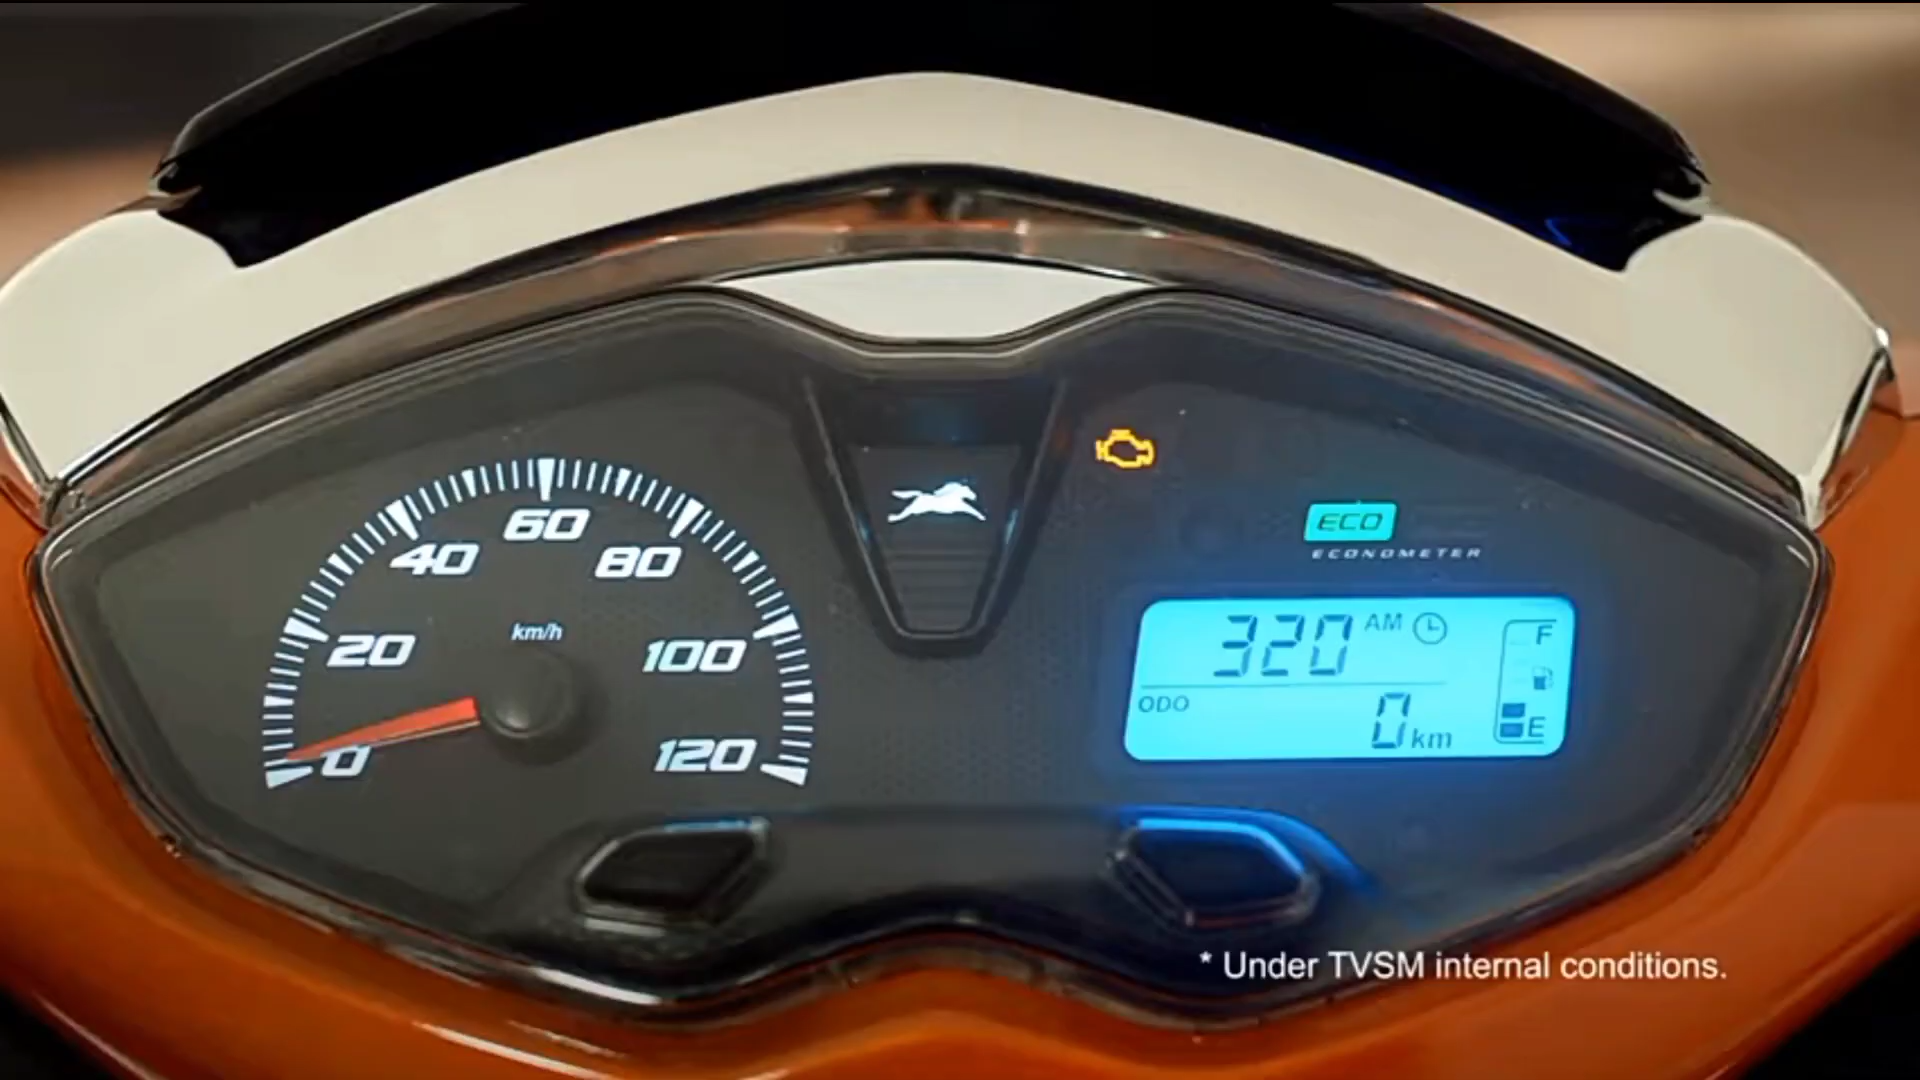 60
40
80
km/h
20
100
0
120
ECO
ECONOMETER
320 AM
F
ODO
0 km
E
* Under TVSM internal conditions.